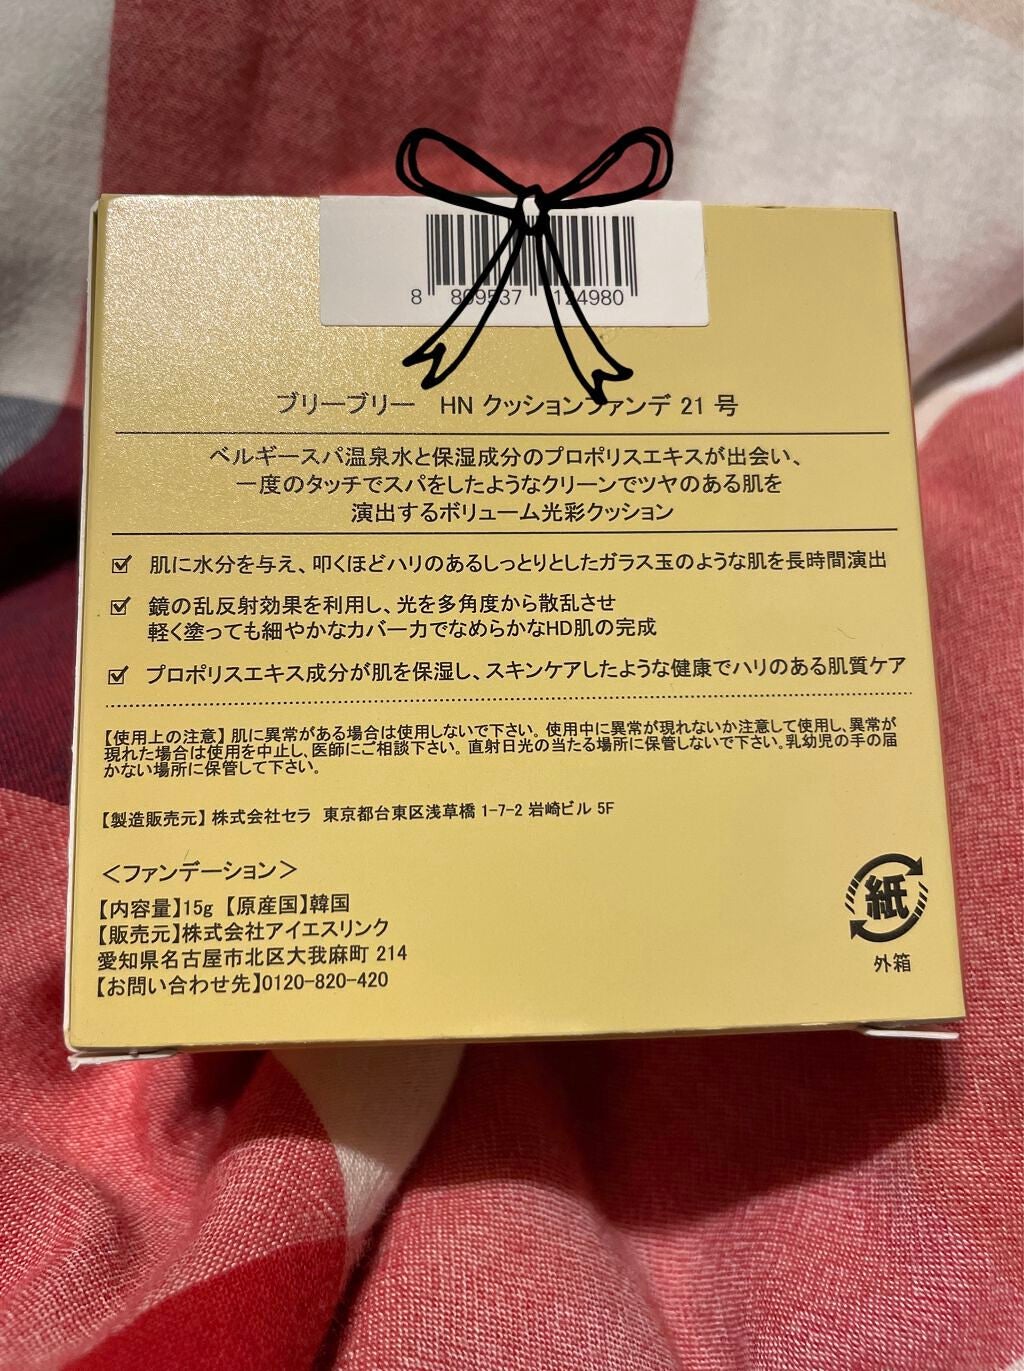 8 809537 124980
ブリーブリー HN クッションファンデ 21 号
ベルギースパ温泉水と保湿成分のプロポリスエキスが出会い、
一度のタッチでスパをしたようなクリーンでツヤのある肌を
演出するボリューム光彩クッション
肌に水分を与え、叩くほどハリのあるしっとりとしたガラス玉のような肌を長時間演出
鏡の乱反射効果を利用し、光を多角度から散乱させ
軽く塗っても細やかなカバー力でなめらかなHD肌の完成
プロポリスエキス成分が肌を保湿し、スキンケアしたような健康でハリのある肌質ケア
【使用上の注意】肌に異常がある場合は使用しないで下さい。使用中に異常が現れないか注意して使用し、異常が
現れた場合は使用を中止し、医師にご相談下さい。直射日光の当たる場所に保管しないで下さい。乳幼児の手の届
かない場所に保管して下さい。
【製造販売元】株式会社セラ 東京都台東区浅草橋 1-7-2 岩崎ビル 5F
＜ファンデーション＞
【内容量】15g 【原産国】韓国
【販売元】株式会社アイエスリンク
愛知県名古屋市北区大我麻町 214
【お問い合わせ先】0120-820-420
紙
外箱